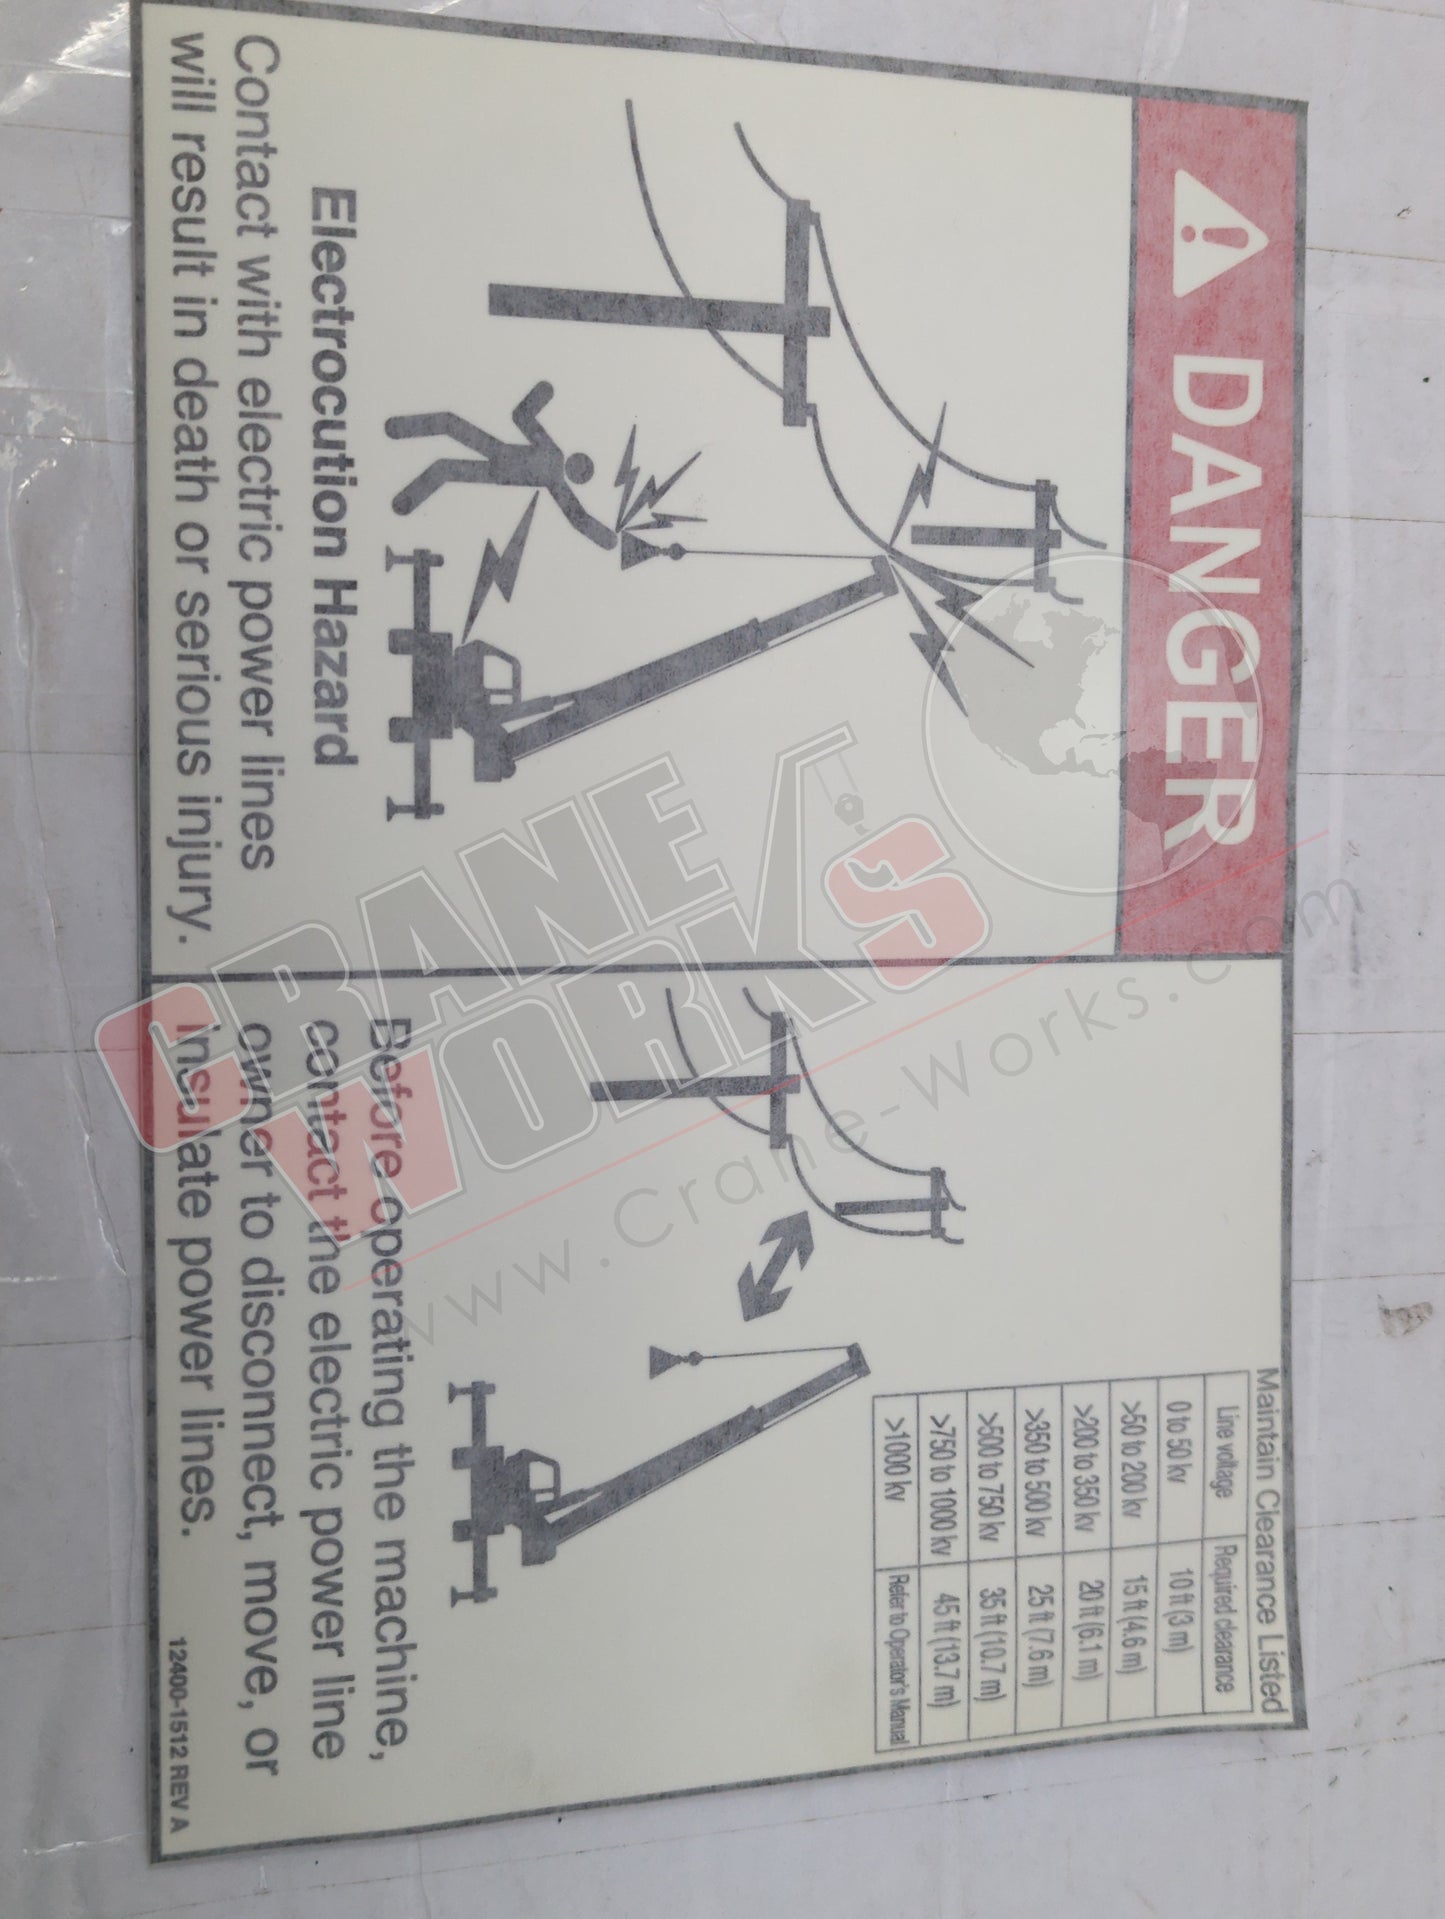 DANGER
Electrocution Hazard
Contact with electric power lines
will result in death or serious injury.
Maintain Clearance Listed
Line voltage Required clearance
0 to 50 kv 10 ft (3 m)
>50 to 200 kv 15 ft (4.6 m)
>200 to 350 kv 20 ft (6.1 m)
>350 to 500 kv 25 ft (7.6 m)
>500 to 750 kv 35 ft (10.7 m)
>750 to 1000 kv 45 ft (13.7 m)
>1000 kv Refer to Operator's Manual
Before operating the machine,
contact the electric power line
owner to disconnect, move, or
insulate power lines.
12400-1512 REV A
CRANE
WORKS
www.Crane-Works.com